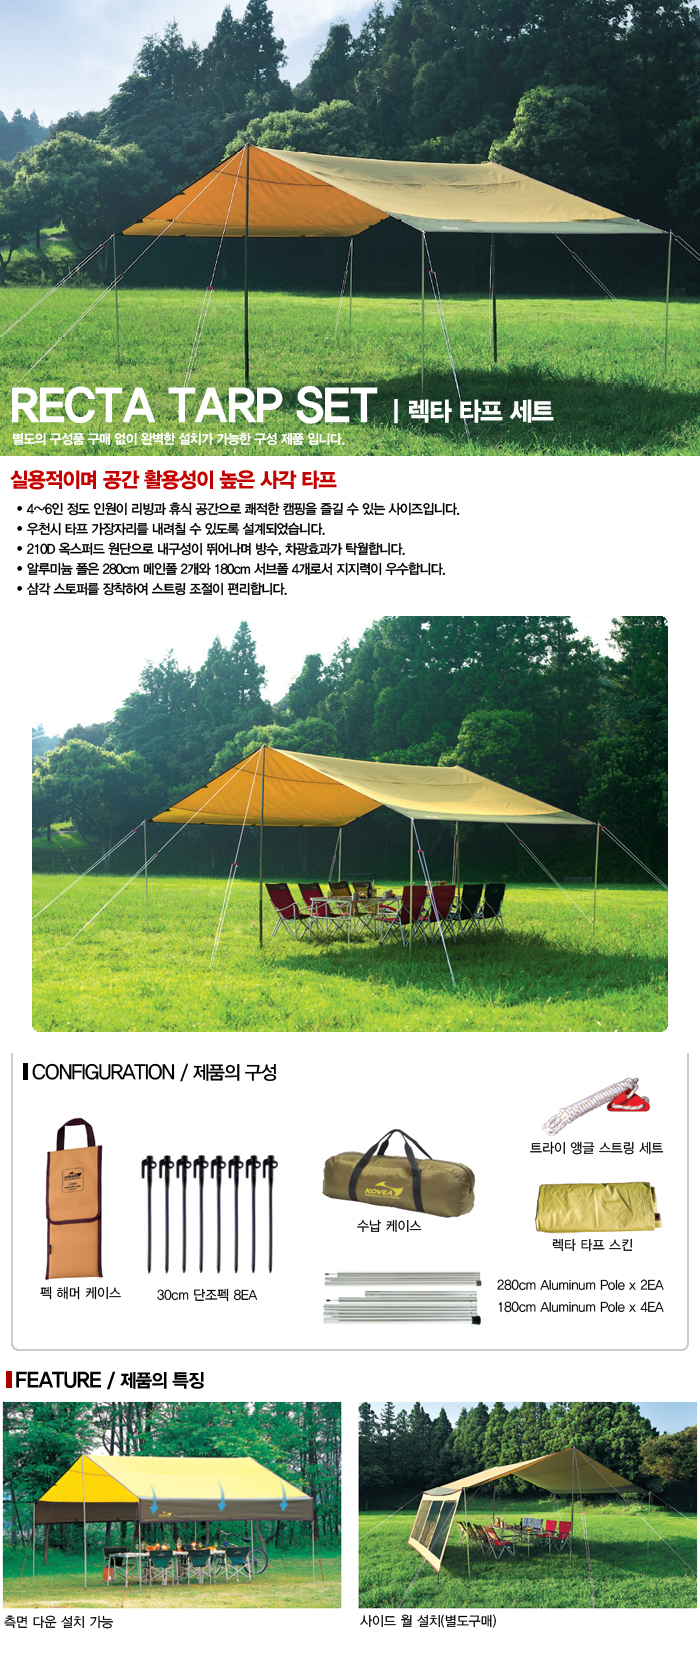 RECTA TARP SET | 렉타 타프 세트
별도의 구성품 구매 없이 완벽한 설치가 가능한 구성 제품 입니다.
실용적이며 공간 활용성이 높은 사각 타프
• 4~6인 정도 인원이 리빙과 휴식 공간으로 쾌적한 캠핑을 즐길 수 있는 사이즈입니다.
• 우천시 타프 가장자리를 내려칠 수 있도록 설계되었습니다.
• 210D 옥스퍼드 원단으로 내구성이 뛰어나며 방수, 차광효과가 탁월합니다.
• 알루미늄 폴은 280cm 메인폴 2개와 180cm 서브폴 4개로서 지지력이 우수합니다.
• 삼각 스토퍼를 장착하여 스트링 조절이 편리합니다.
CONFIGURATION / 제품의 구성
트라이 앵글 스트링 세트
KOVEA
KOVEA
수납 케이스
렉타 타프 스킨
펙 해머 케이스
30cm 단조펙 8EA
280cm Aluminum Pole x 2EA
180cm Aluminum Pole x 4EA
FEATURE / 제품의 특징
측면 다운 설치 가능
사이드 월 설치(별도구매)